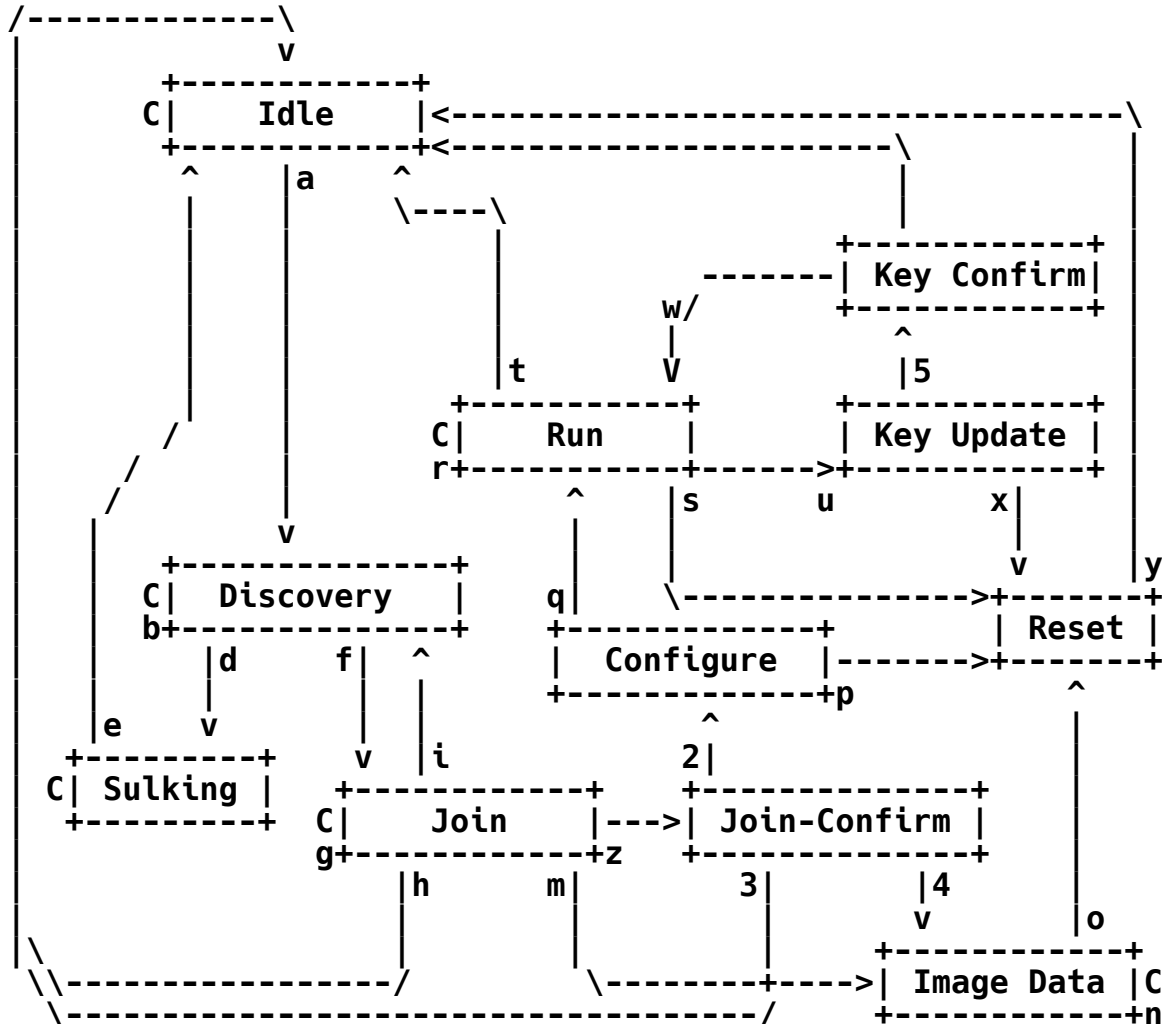 /-------------\
|             v
|       +------------+
|      C|    Idle    |<-----------------------------------\
|       +------------+<-----------------------\           |
|        ^    |a    ^                         |           |
|        |    |     \----\                    |           |
|        |    |          |                 +------------+ |
|        |    |          |          -------| Key Confirm| |
|        |    |          |        w/       +------------+ |
|        |    |          |        |           ^           |
|        |    |          |t       V           |5          |
|        |    |        +-----------+       +------------+ |
|       /     |       C|    Run    |       | Key Update | |
|     /       |       r+-----------+------>+------------+ |
|    /        |             ^    |s      u        x|      |
|   |         v             |    |                 |      |
|   |   +--------------+    |    |                 v      |y
|   |  C|  Discovery   |   q|    \--------------->+-------+
|   |  b+--------------+   +-------------+        | Reset |
|   |     |d     f|  ^     |  Configure  |------->+-------+
|   |     |       |  |     +-------------+p           ^
|   |e    v       |  |             ^                  |
|  +---------+    v  |i           2|                  |
| C| Sulking |   +------------+    +--------------+   |
|  +---------+  C|    Join    |--->| Join-Confirm |   |
|              g+------------+z   +--------------+   |
|                   |h      m|        3|       |4     |
|                   |        |         |       v      |o
|\                  |        |         |     +------------+
 \\-----------------/        \--------+---->| Image Data |C
  \------------------------------------/     +------------+n